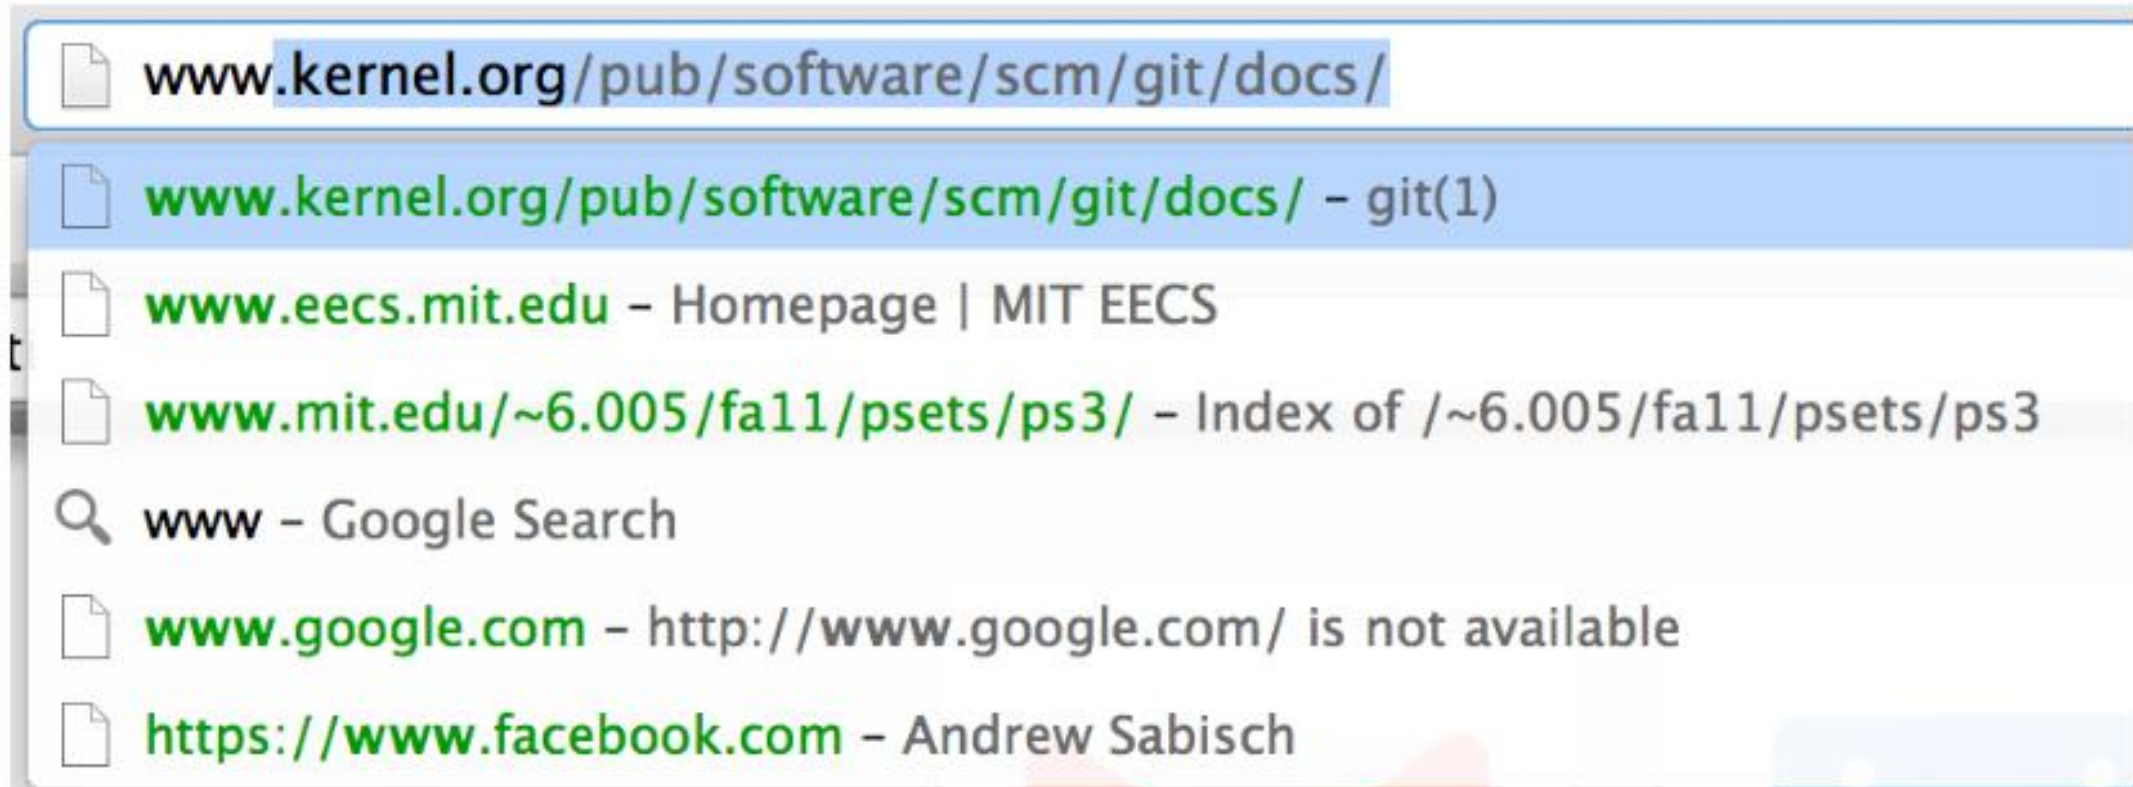 www.kernel.org/pub/software/scm/git/docs/
www.kernel.org/pub/software/scm/git/docs/ – git(1)
www.eecs.mit.edu – Homepage | MIT EECS
t
www.mit.edu/~6.005/fa11/psets/ps3/ – Index of /~6.005/fa11/psets/ps3
www – Google Search
www.google.com – http://www.google.com/ is not available
https://www.facebook.com – Andrew Sabisch